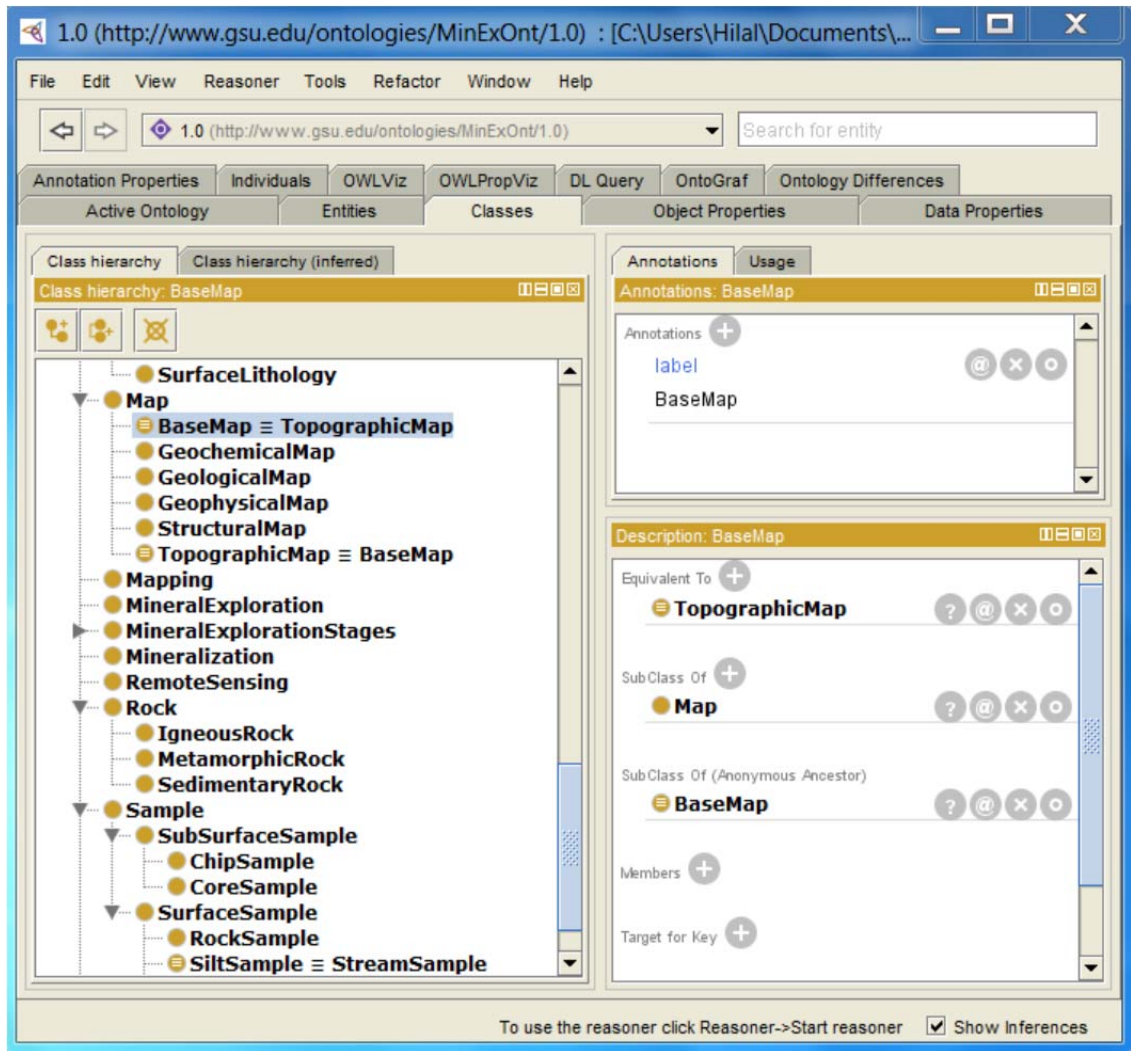 1.0 (http://www.gsu.edu/ontologies/MinExOnt/1.0) : [C:\Users\Hilal\Documents\...
File Edit View Reasoner Tools Refactor Window Help
1.0 (http://www.gsu.edu/ontologies/MinExOnt/1.0) Search for entity
Annotation Properties Individuals OWLViz OWLPropViz DL Query OntoGraf Ontology Differences
Active Ontology Entities Classes Object Properties Data Properties
Class hierarchy Class hierarchy (inferred)
Class hierarchy: BaseMap
SurfaceLithology
Map
BaseMap ≡ TopographicMap
GeochemicalMap
GeologicalMap
GeophysicalMap
StructuralMap
TopographicMap ≡ BaseMap
Mapping
MineralExploration
MineralExplorationStages
Mineralization
RemoteSensing
Rock
IgneousRock
MetamorphicRock
SedimentaryRock
Sample
SubSurfaceSample
ChipSample
CoreSample
SurfaceSample
RockSample
SiltSample ≡ StreamSample
Annotations Usage
Annotations: BaseMap
Annotations
label
BaseMap
Description: BaseMap
Equivalent To
TopographicMap
SubClass Of
Map
SubClass Of (Anonymous Ancestor)
BaseMap
Members
Target for Key
To use the reasoner click Reasoner->Start reasoner Show Inferences